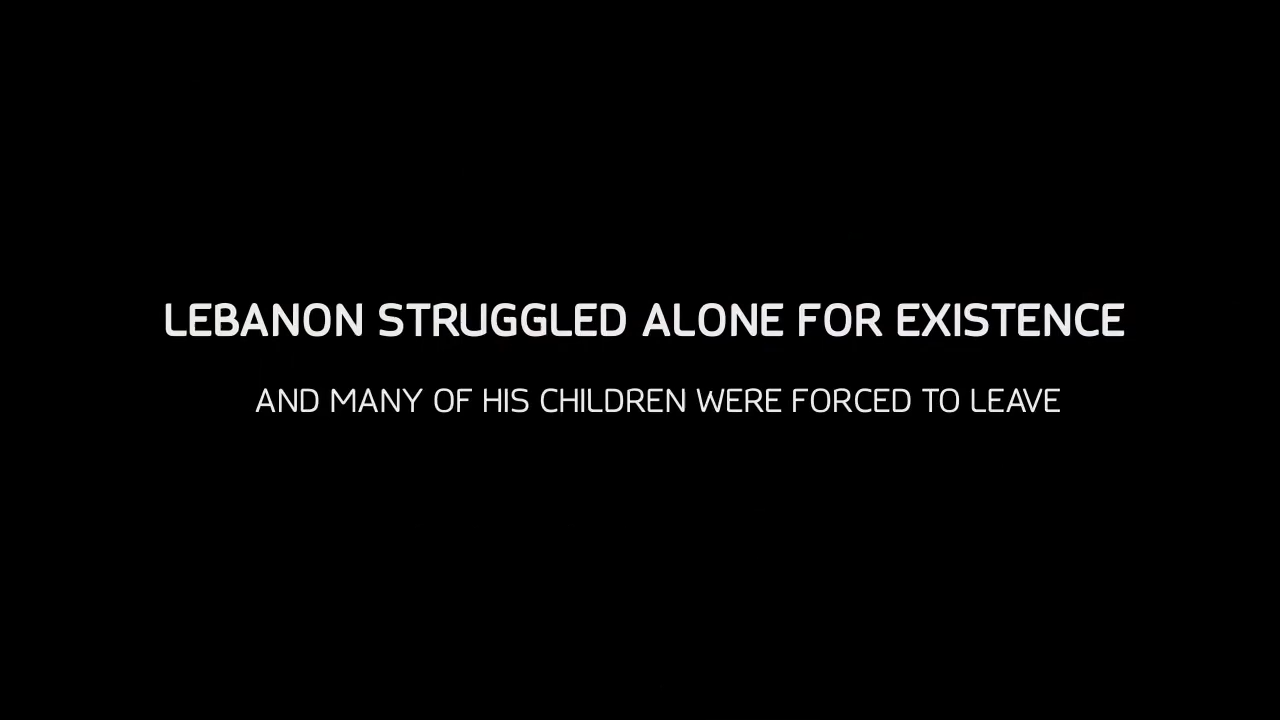 LEBANON STRUGGLED ALONE FOR EXISTENCE
AND MANY OF HIS CHILDREN WERE FORCED TO LEAVE